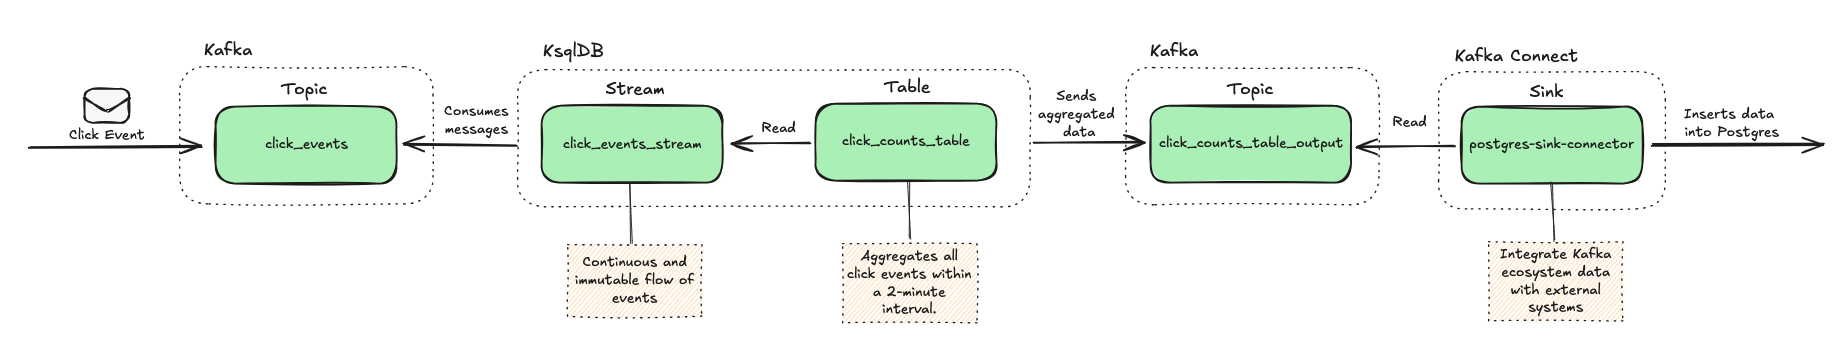 Kafka
Topic
Click Event
click_events
Consumes
messages
KsqlDB
Stream
click_events_stream
Read
Table
click_counts_table
Continuous and
immutable flow of
events
Aggregates all
click events within
a 2-minute
interval.
Sends
aggregated
data
Kafka
Topic
click_counts_table_output
Read
Kafka Connect
Sink
postgres-sink-connector
Inserts data
into Postgres
Integrate Kafka
ecosystem data
with external
systems